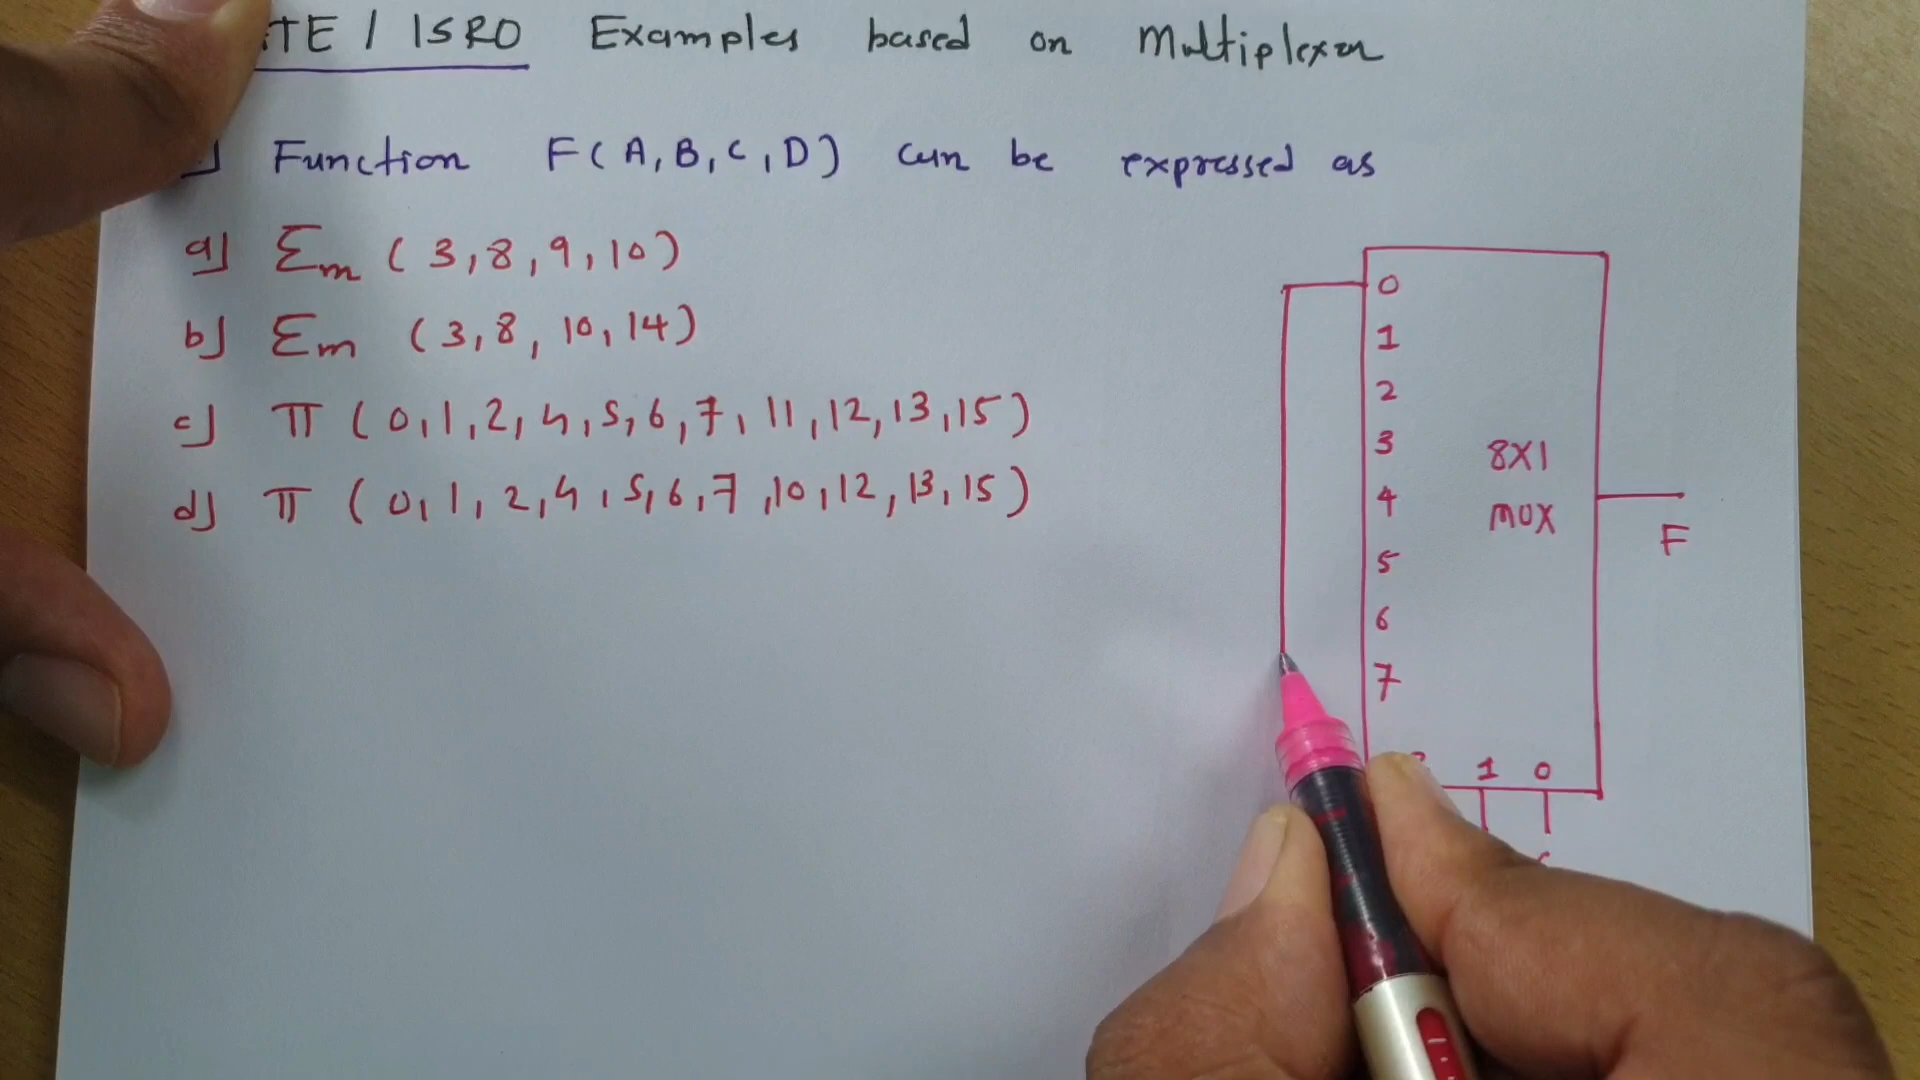 TE / ISRO Examples based on Multiplexer
Function F(A,B,C,D) can be expressed as
a) Σm (3,8,9,10)
b) Σm (3,8,10,14)
c) π (0,1,2,4,5,6,7,11,12,13,15)
d) π (0,1,2,4,5,6,7,10,12,13,15)
0
1
2
3
4
5
6
7
8X1
MUX
F
1 0